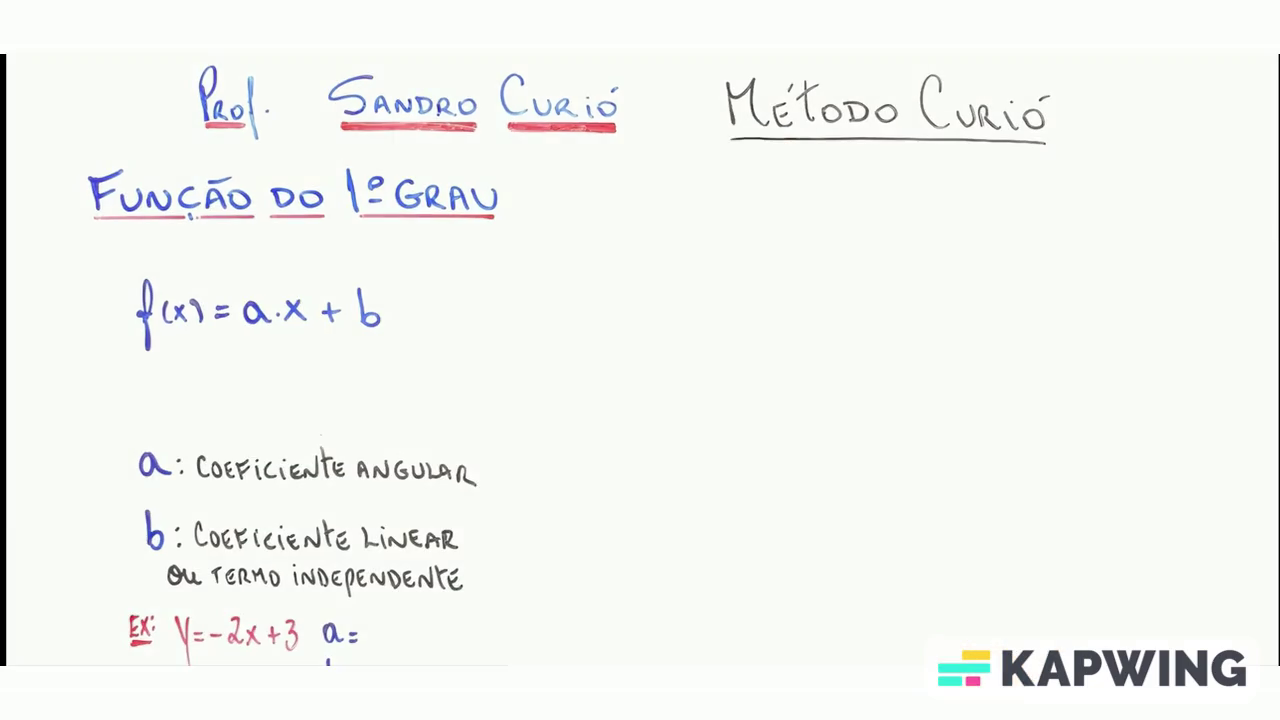 Prof. SANDRO CURIÓ MÉTODO CURIÓ
FUNÇÃO DO 1º GRAU
f(x) = a.x + b
a: COEFICIENTE ANGULAR
b: COEFICIENTE LINEAR
OU TERMO INDEPENDENTE
EX: y=-2x+3 a=
KAPWING